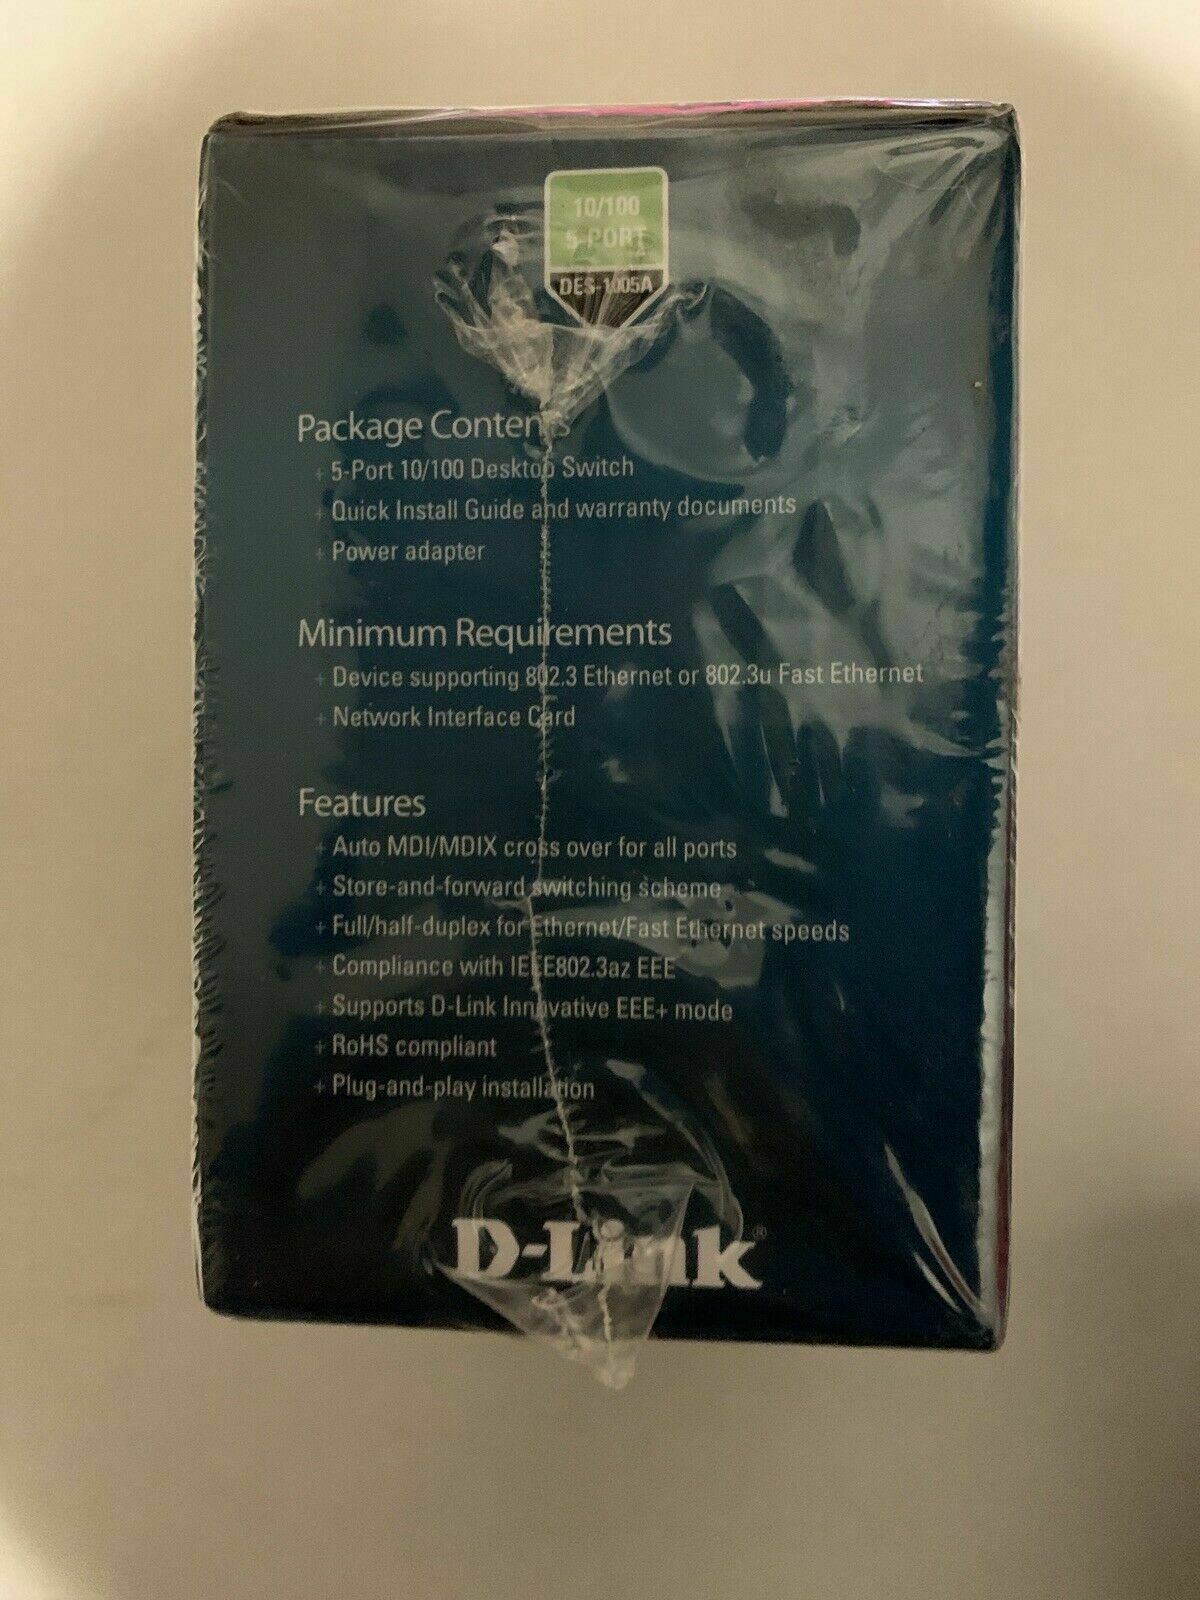 10/100
5-PORT
DES-1005A
Package Contents
+ 5-Port 10/100 Desktop Switch
+ Quick Install Guide and warranty documents
+ Power adapter
Minimum Requirements
+ Device supporting 802.3 Ethernet or 802.3u Fast Ethernet
+ Network Interface Card
Features
+ Auto MDI/MDIX cross over for all ports
+ Store-and-forward switching scheme
+ Full/half-duplex for Ethernet/Fast Ethernet speeds
+ Compliance with IEEE802.3az EEE
+ Supports D-Link Innovative EEE+ mode
+ RoHS compliant
+ Plug-and-play installation
D-Link®